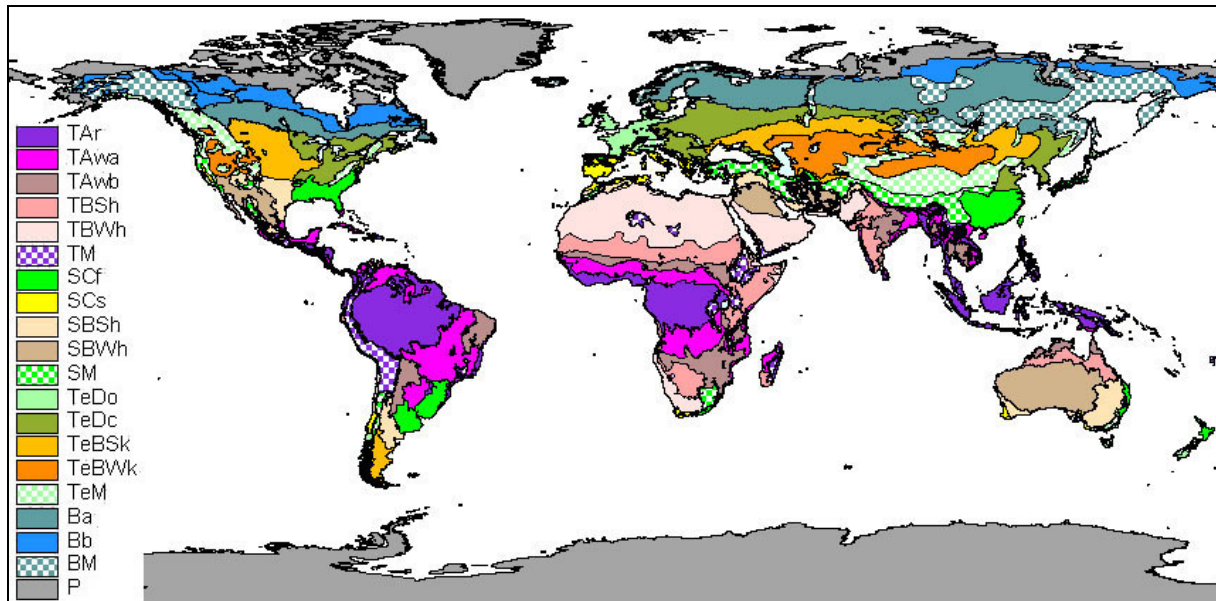 TAr
TAwa
TAwb
TBSh
TBWh
TM
SCf
SCs
SBSh
SBWh
SM
TeDo
TeDc
TeBSk
TeBWk
TeM
Ba
Bb
BM
P